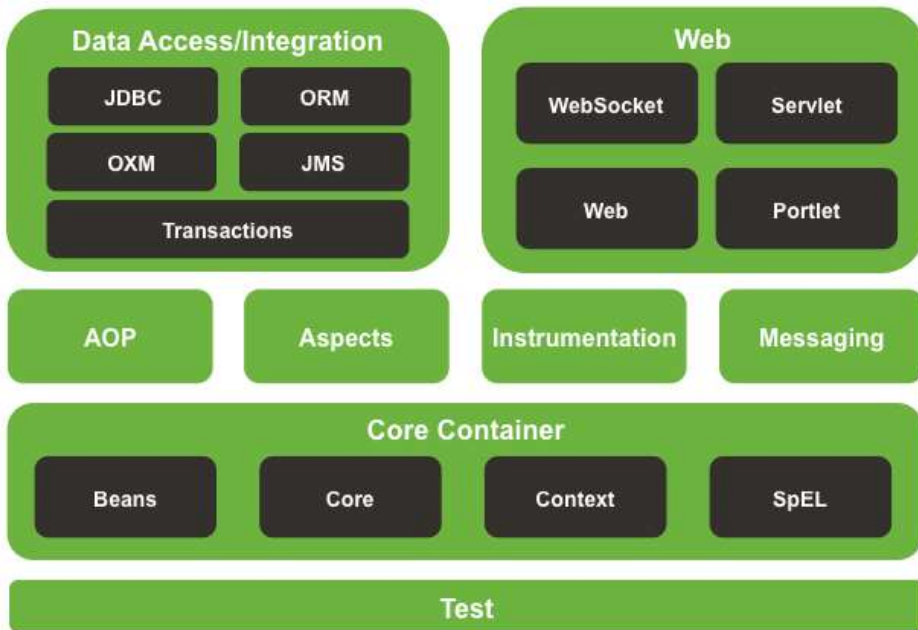 Data Access/Integration
JDBC
ORM
OXM
JMS
Transactions
Web
WebSocket
Servlet
Web
Portlet
AOP
Aspects
Instrumentation
Messaging
Core Container
Beans
Core
Context
SpEL
Test